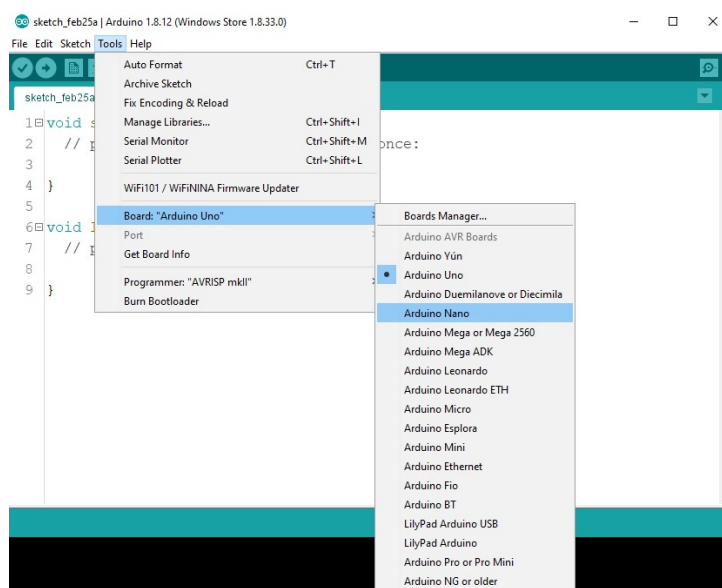 sketch_feb25a | Arduino 1.8.12 (Windows Store 1.8.33.0)
File Edit Sketch Tools Help
sketch_feb25a
Auto Format Ctrl+T
Archive Sketch
Fix Encoding & Reload
Manage Libraries... Ctrl+Shift+I
Serial Monitor Ctrl+Shift+M
Serial Plotter Ctrl+Shift+L
WiFi101 / WiFiNINA Firmware Updater
Board: "Arduino Uno"
Port
Get Board Info
Programmer: "AVRISP mkII"
Burn Bootloader
1 void
2 // once:
3
4 }
5
6 void
7 //
8
9 }
Boards Manager...
Arduino AVR Boards
Arduino Yún
Arduino Uno
Arduino Duemilanove or Diecimila
Arduino Nano
Arduino Mega or Mega 2560
Arduino Mega ADK
Arduino Leonardo
Arduino Leonardo ETH
Arduino Micro
Arduino Esplora
Arduino Mini
Arduino Ethernet
Arduino Fio
Arduino BT
LilyPad Arduino USB
LilyPad Arduino
Arduino Pro or Pro Mini
Arduino NG or older